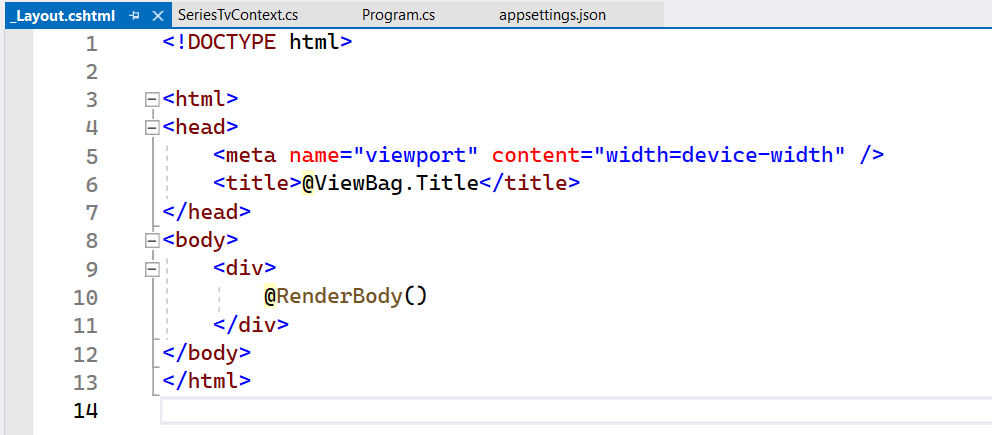 _Layout.cshtml SeriesTvContext.cs Program.cs appsettings.json
1 <!DOCTYPE html>
2
3 <html>
4 <head>
5     <meta name="viewport" content="width=device-width" />
6     <title>@ViewBag.Title</title>
7 </head>
8 <body>
9     <div>
10         @RenderBody()
11     </div>
12 </body>
13 </html>
14